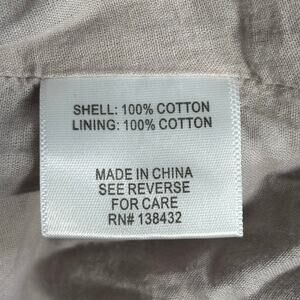 SHELL: 100% COTTON
LINING: 100% COTTON
MADE IN CHINA
SEE REVERSE
FOR CARE
RN# 138432